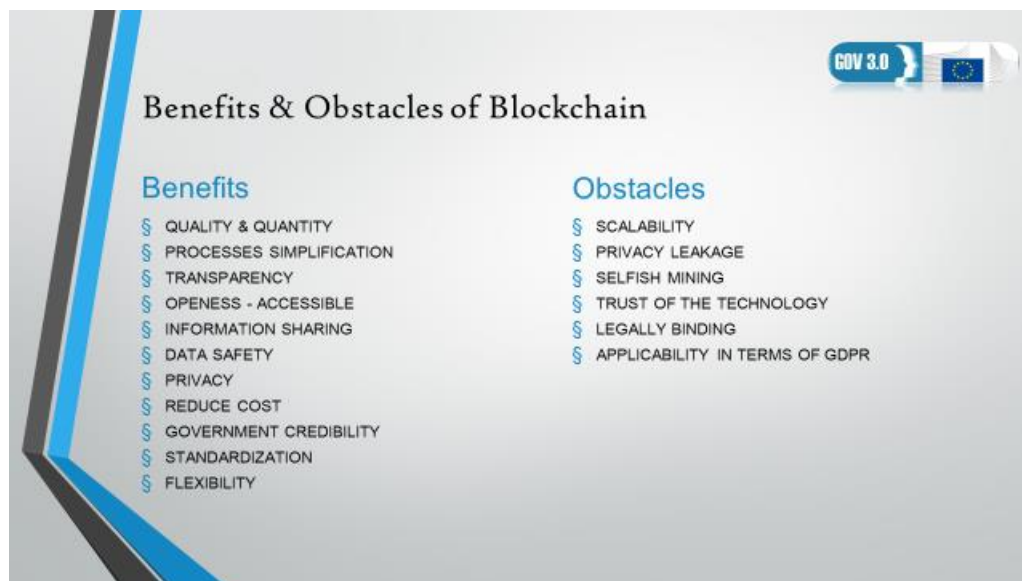 GOV 3.0
Benefits & Obstacles of Blockchain
Benefits
§ QUALITY & QUANTITY
§ PROCESSES SIMPLIFICATION
§ TRANSPARENCY
§ OPENESS - ACCESSIBLE
§ INFORMATION SHARING
§ DATA SAFETY
§ PRIVACY
§ REDUCE COST
§ GOVERNMENT CREDIBILITY
§ STANDARDIZATION
§ FLEXIBILITY
Obstacles
§ SCALABILITY
§ PRIVACY LEAKAGE
§ SELFISH MINING
§ TRUST OF THE TECHNOLOGY
§ LEGALLY BINDING
§ APPLICABILITY IN TERMS OF GDPR